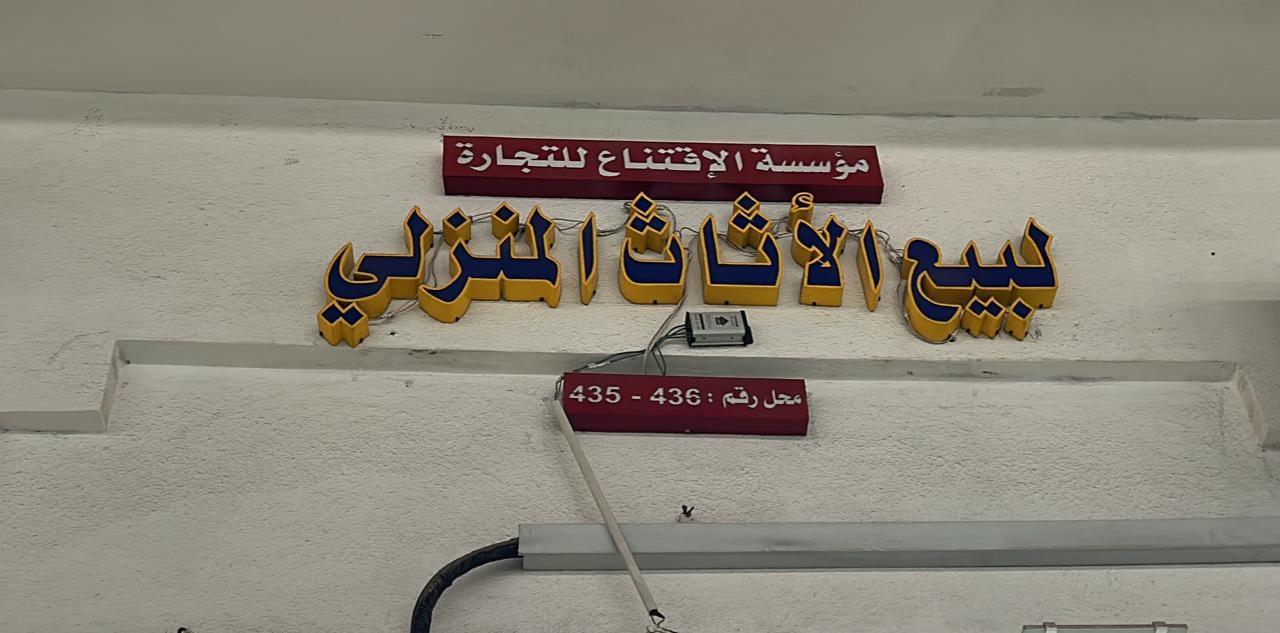 مؤسسة الإقتناع للتجارة
لبيع الأثاث المنزلي
محل رقم : 436 - 435